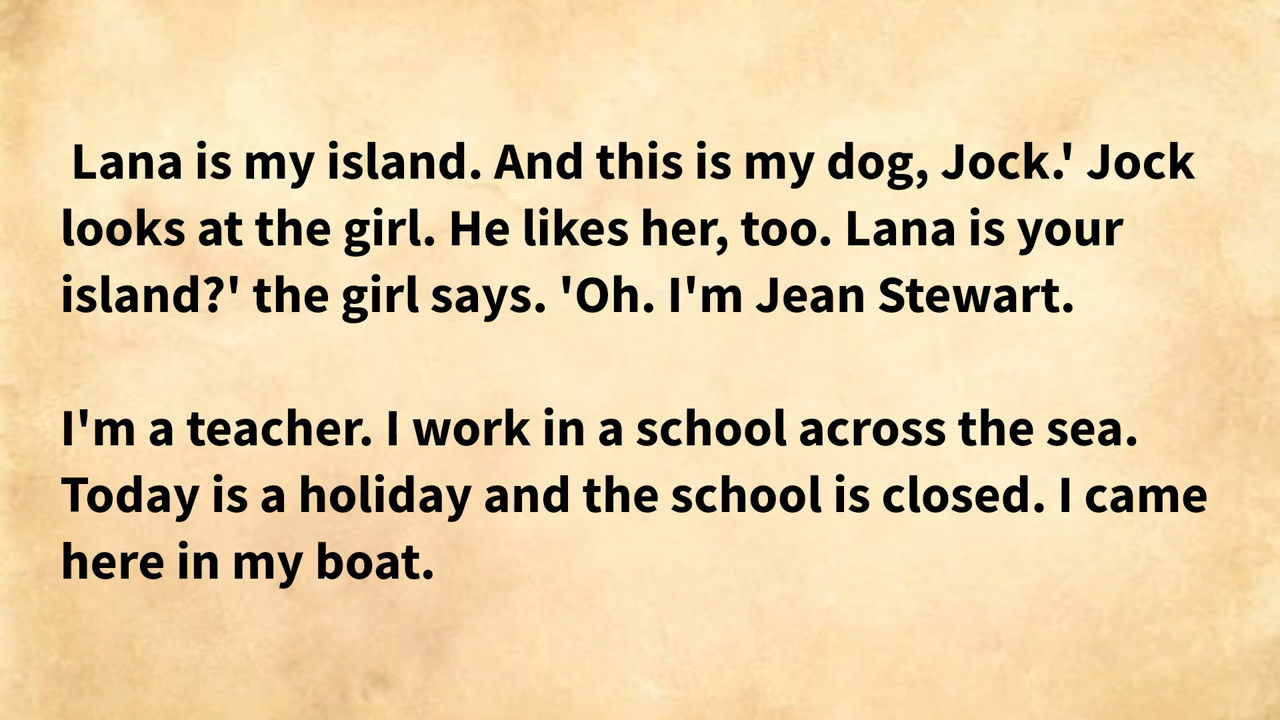 Lana is my island. And this is my dog, Jock.' Jock
looks at the girl. He likes her, too. Lana is your
island?' the girl says. 'Oh. I'm Jean Stewart.
I'm a teacher. I work in a school across the sea.
Today is a holiday and the school is closed. I came
here in my boat.